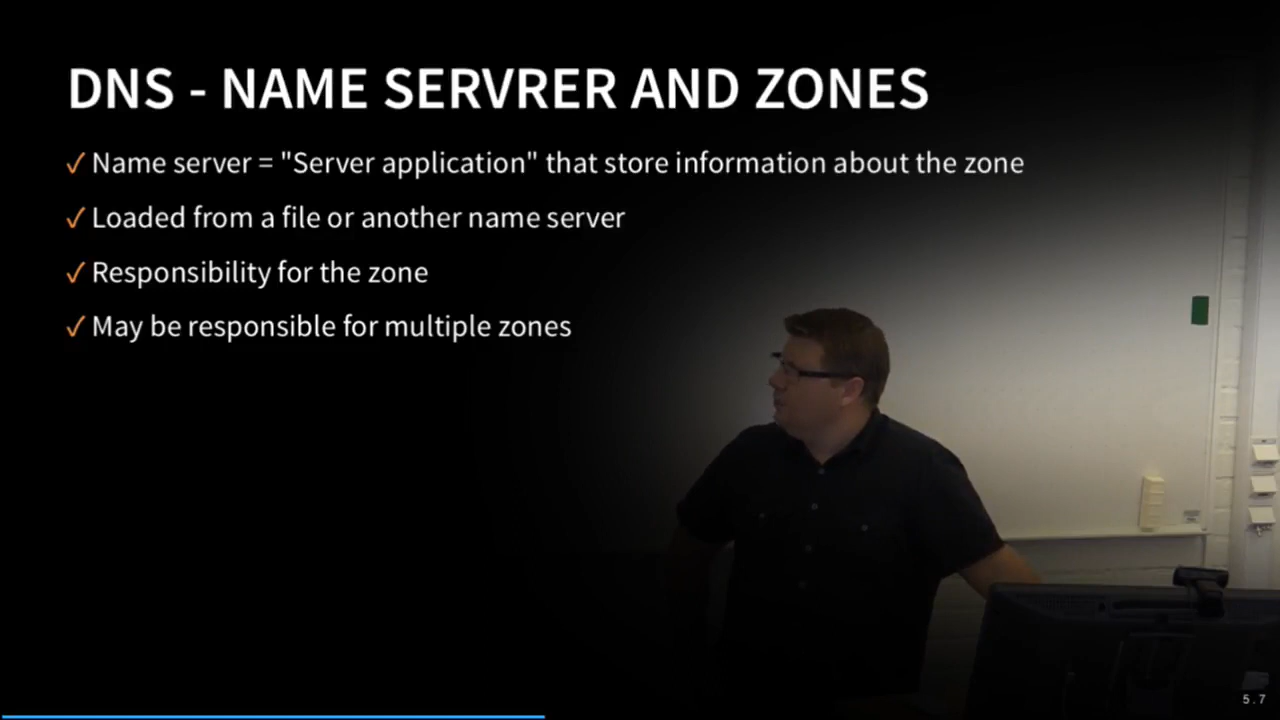 DNS - NAME SERVRER AND ZONES
✓ Name server = "Server application" that store information about the zone
✓ Loaded from a file or another name server
✓ Responsibility for the zone
✓ May be responsible for multiple zones
5.7